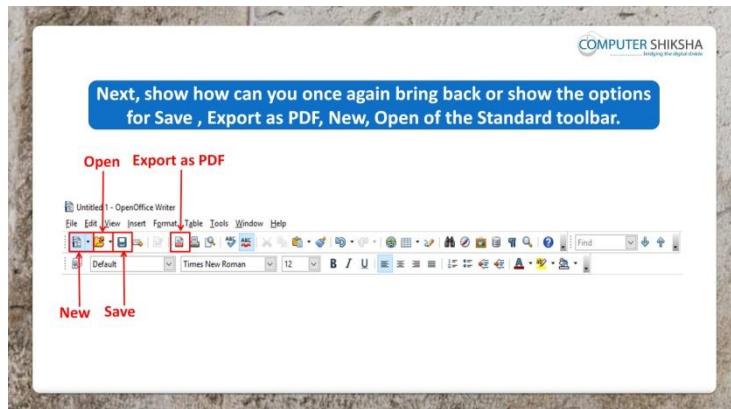 COMPUTER SHIKSHA
bridging the digital divide
Next, show how can you once again bring back or show the options
for Save , Export as PDF, New, Open of the Standard toolbar.
Open Export as PDF
Untitled 1 - OpenOffice Writer
File Edit View Insert Format Table Tools Window Help
Find
Default Times New Roman 12 B I U
New Save